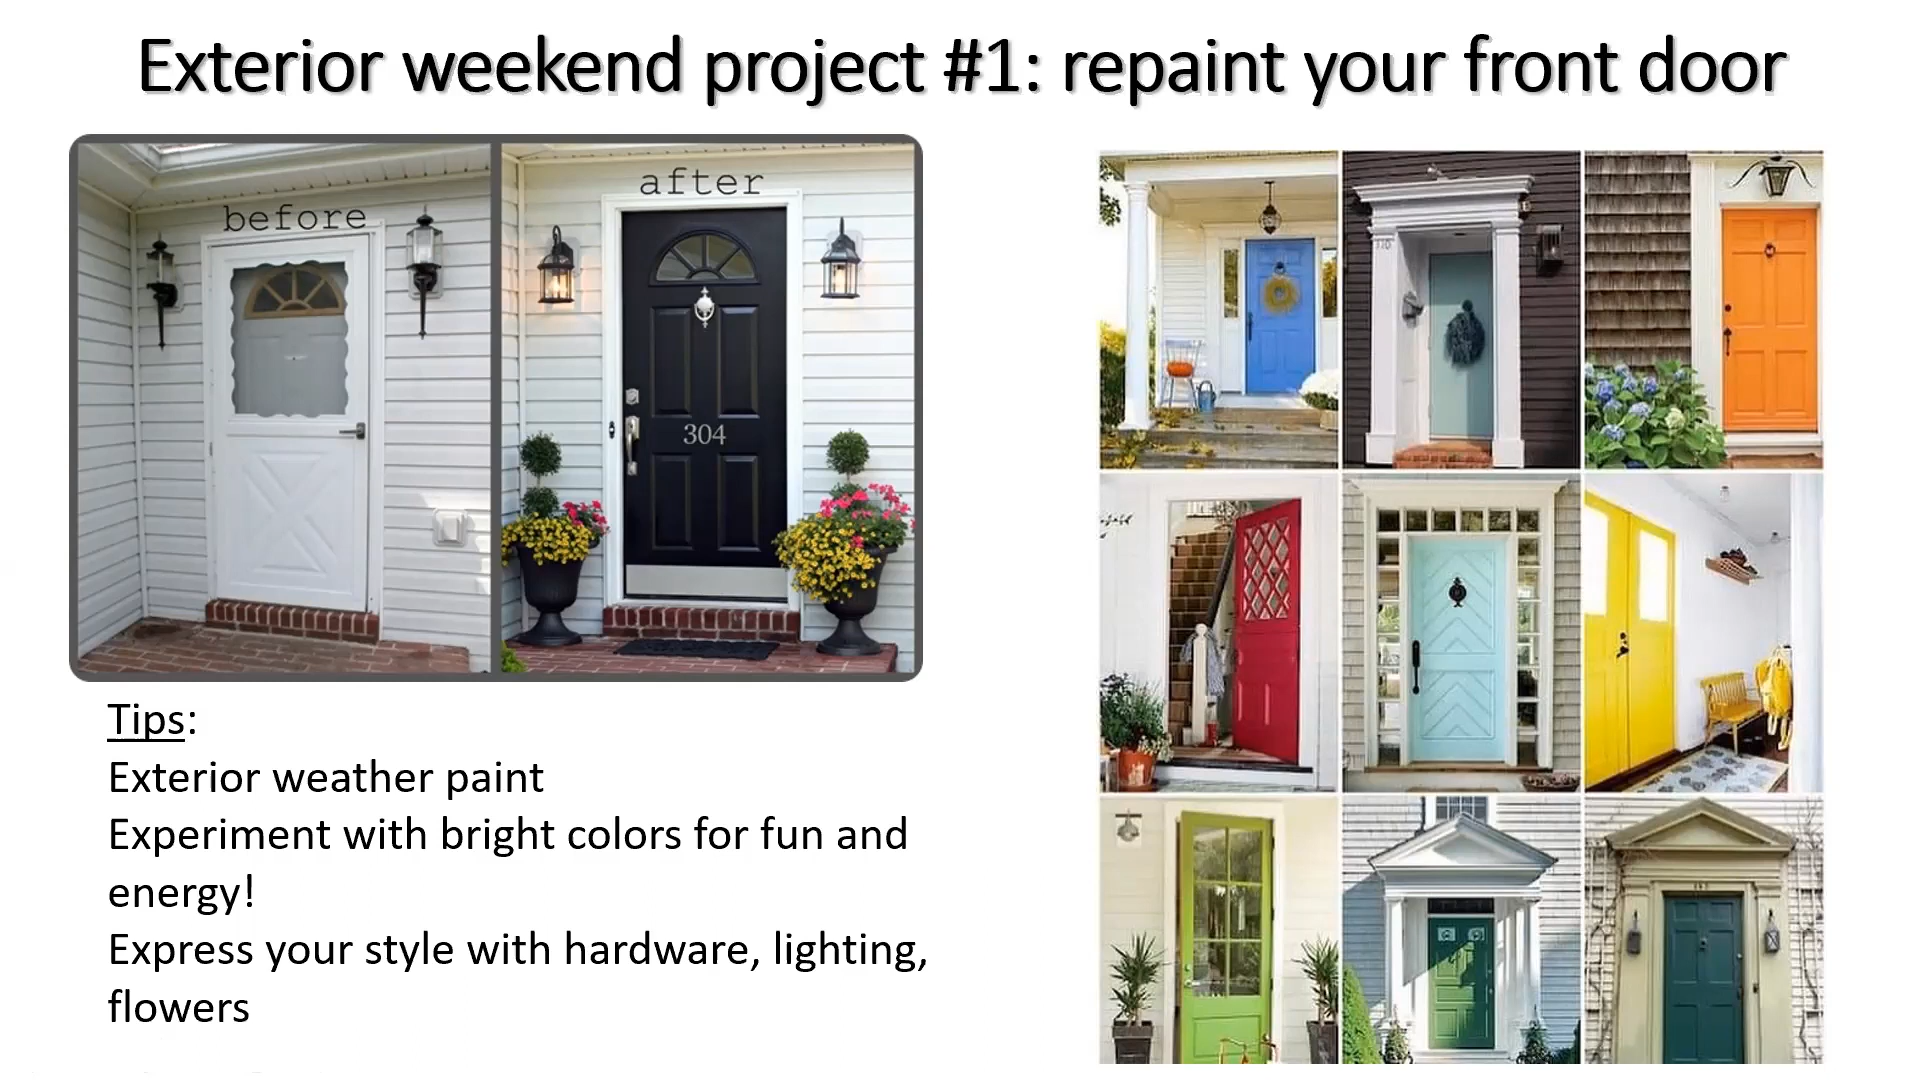 Exterior weekend project #1: repaint your front door
before
after
304
Tips:
Exterior weather paint
Experiment with bright colors for fun and
energy!
Express your style with hardware, lighting,
flowers